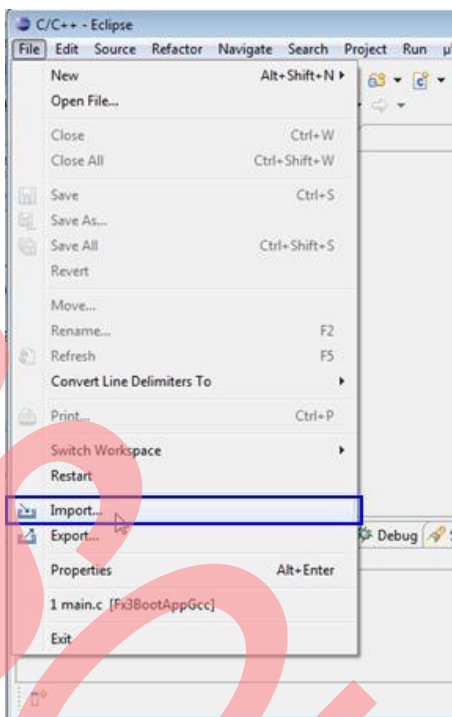 C/C++ - Eclipse
File Edit Source Refactor Navigate Search Project Run
New Alt+Shift+N
Open File...
Close Ctrl+W
Close All Ctrl+Shift+W
Save Ctrl+S
Save As...
Save All Ctrl+Shift+S
Revert
Move...
Rename... F2
Refresh F5
Convert Line Delimiters To
Print... Ctrl+P
Switch Workspace
Restart
Import...
Export...
Debug
Properties Alt+Enter
1 main.c [Fx3BootAppGcc]
Exit